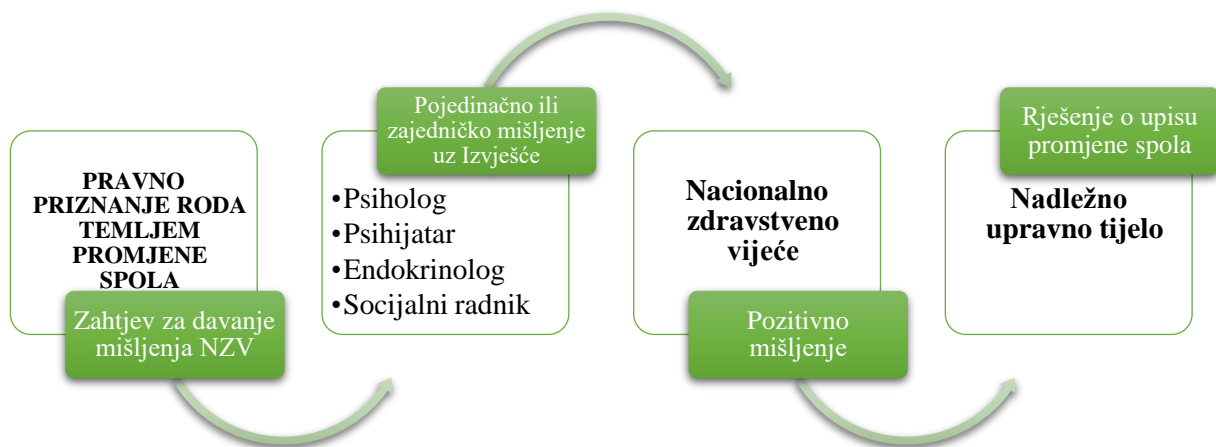 PRAVNO
PRIZNANJE RODA
TEMLJEM
PROMJENE
SPOLA
Zahtjev za davanje
mišljenja NZV
Pojedinačno ili
zajedničko mišljenje
uz Izvješće
•Psiholog
•Psihijatar
•Endokrinolog
•Socijalni radnik
Nacionalno
zdravstveno
vijeće
Pozitivno
mišljenje
Rješenje o upisu
promjene spola
Nadležno
upravno tijelo